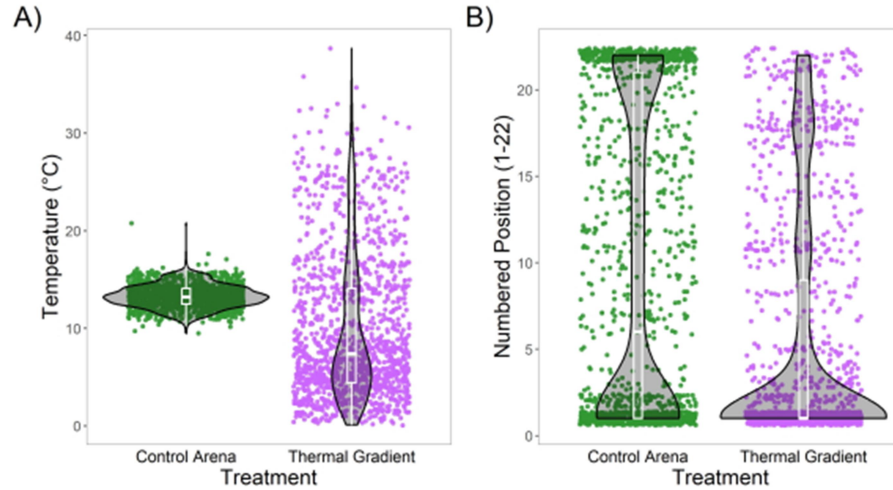 A)
Temperature (°C)
40
30
20
10
0
Control Arena
Thermal Gradient
Treatment
B)
Numbered Position (1-22)
20
15
10
5
0
Control Arena
Thermal Gradient
Treatment